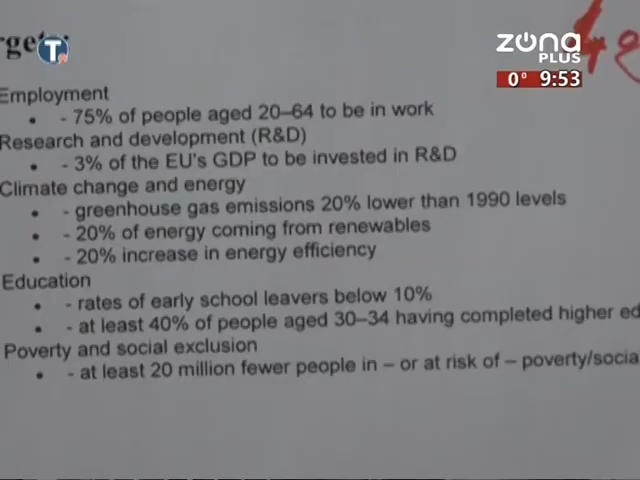 zona
PLUS
0° 9:53
T
Employment
- 75% of people aged 20–64 to be in work
Research and development (R&D)
- 3% of the EU's GDP to be invested in R&D
Climate change and energy
- greenhouse gas emissions 20% lower than 1990 levels
- 20% of energy coming from renewables
- 20% increase in energy efficiency
Education
- rates of early school leavers below 10%
- at least 40% of people aged 30–34 having completed higher ed
Poverty and social exclusion
- at least 20 million fewer people in – or at risk of – poverty/socia